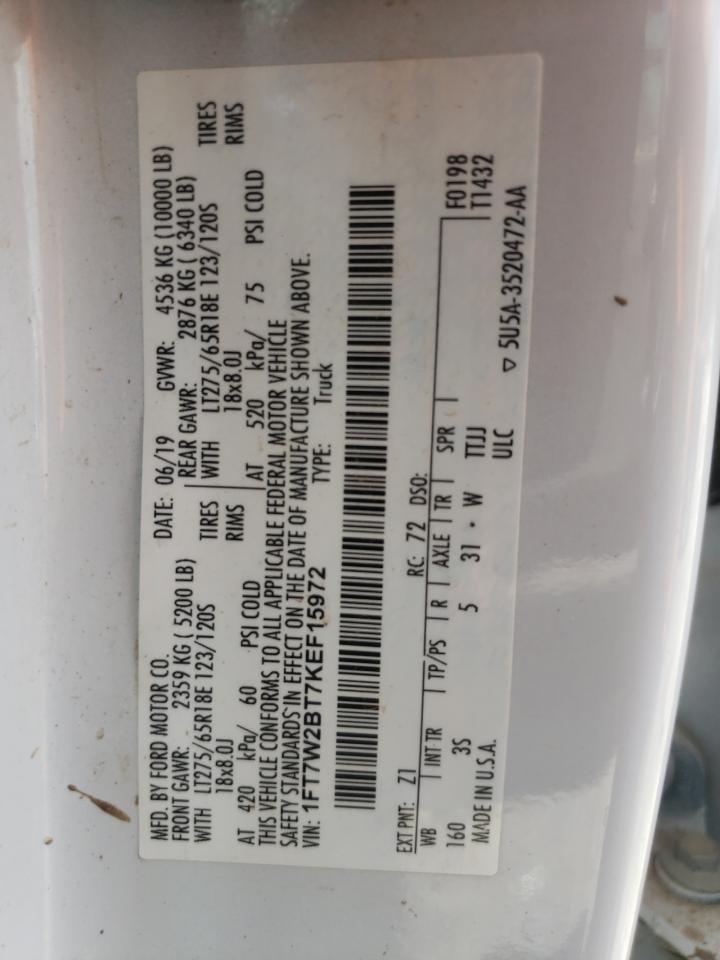 MFD. BY FORD MOTOR CO. DATE: 06/19 GVWR: 4536 KG (10000 LB)
FRONT GAWR: 2359 KG ( 5200 LB) REAR GAWR: 2876 KG ( 6340 LB)
WITH LT275/65R18E 123/120S TIRES WITH LT275/65R18E 123/120S TIRES
18x8.0J RIMS 18x8.0J RIMS
AT 420 kPa/ 60 PSI COLD AT 520 kPa/ 75 PSI COLD
THIS VEHICLE CONFORMS TO ALL APPLICABLE FEDERAL MOTOR VEHICLE
SAFETY STANDARDS IN EFFECT ON THE DATE OF MANUFACTURE SHOWN ABOVE.
VIN: 1FT7W2BT7KEF15972 TYPE: Truck
EXT PNT: Z1 RC: 72 DSO:
WB INT TR TP/PS R AXLE TR SPR F0198
160 3S 5 31 • W TTJJ T1432
MADE IN U.S.A. ULC ▽ 5U5A-3520472-AA